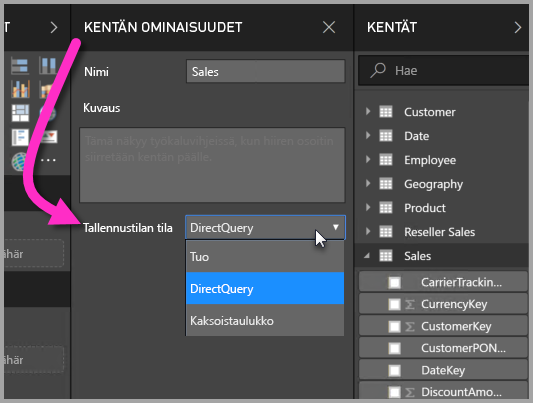 T
KENTÄN OMINAISUUDET
Nimi
Sales
Kuvaus
Tämä näkyy työkaluvihjeissä, kun hiiren osoitin
siirretään kentän päälle.
Tallennustilan tila
DirectQuery
Tuo
DirectQuery
Kaksoistaulukko
ähär
ähär
KENTÄT
Hae
Customer
Date
Employee
Geography
Product
Reseller Sales
Sales
CarrierTrackin...
CurrencyKey
CustomerKey
CustomerPON...
DateKey
DiscountAmo...